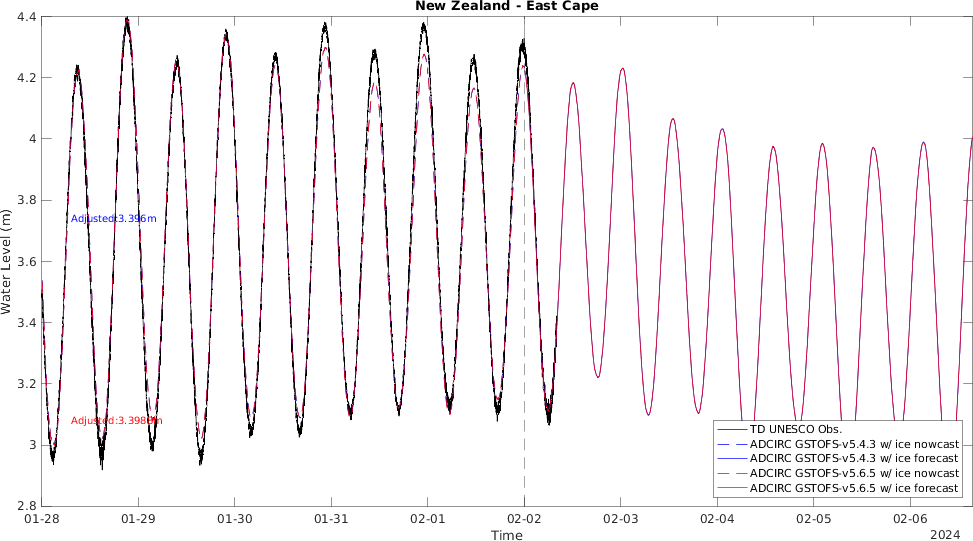 New Zealand - East Cape
Water Level (m)
4.4
4.2
4
3.8
3.6
3.4
3.2
3
2.8
Adjusted:3.396m
TD UNESCO Obs.
ADCIRC GSTOFS-v5.4.3 w/ ice nowcast
ADCIRC GSTOFS-v5.4.3 w/ ice forecast
ADCIRC GSTOFS-v5.6.5 w/ ice nowcast
ADCIRC GSTOFS-v5.6.5 w/ ice forecast
01-28
01-29
01-30
01-31
02-01
02-02
02-03
02-04
02-05
02-06
Time
2024